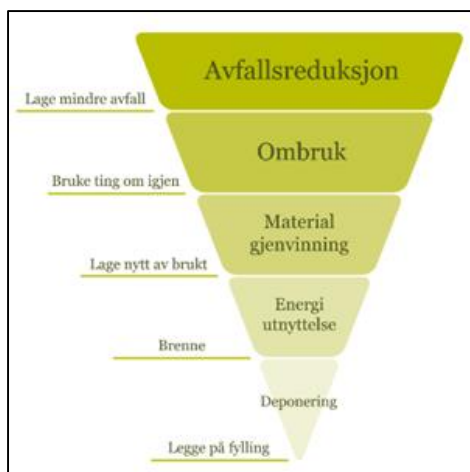 Avfallsreduksjon
Lage mindre avfall
Ombruk
Bruke ting om igjen
Material
gjenvinning
Lage nytt av brukt
Energi
utnyttelse
Brenne
Deponering
Legge på fylling